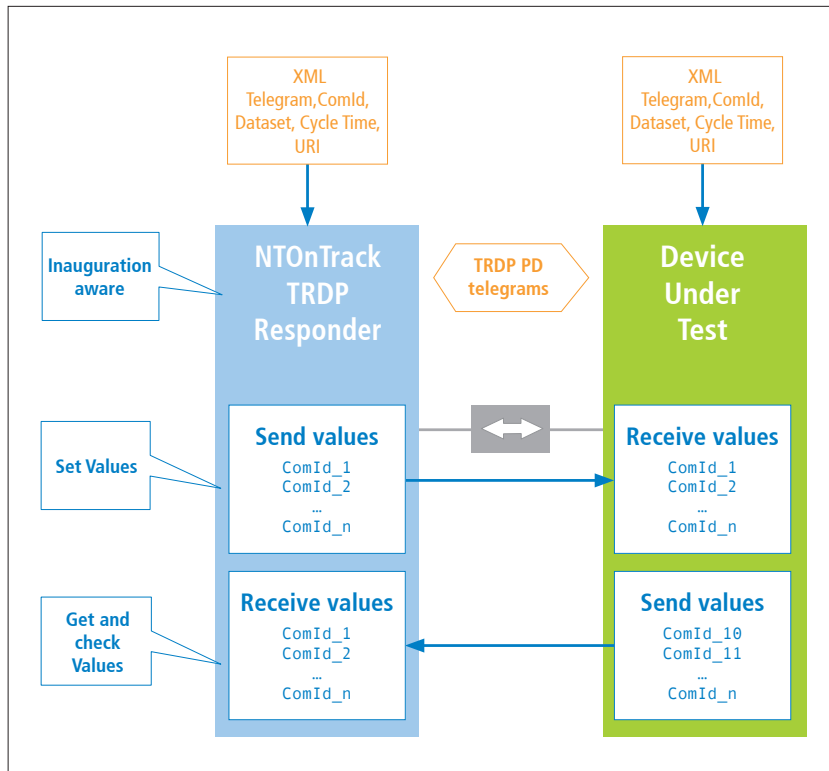 XML
Telegram,ComId,
Dataset, Cycle Time,
URI
XML
Telegram,ComId,
Dataset, Cycle Time,
URI
Inauguration
aware
NTOnTrack
TRDP
Responder
TRDP PD
telegrams
Device
Under
Test
Set Values
Send values
ComId_1
ComId_2
…
ComId_n
Receive values
ComId_1
ComId_2
…
ComId_n
Get and
check
Values
Receive values
ComId_1
ComId_2
…
ComId_n
Send values
ComId_10
ComId_11
…
ComId_n